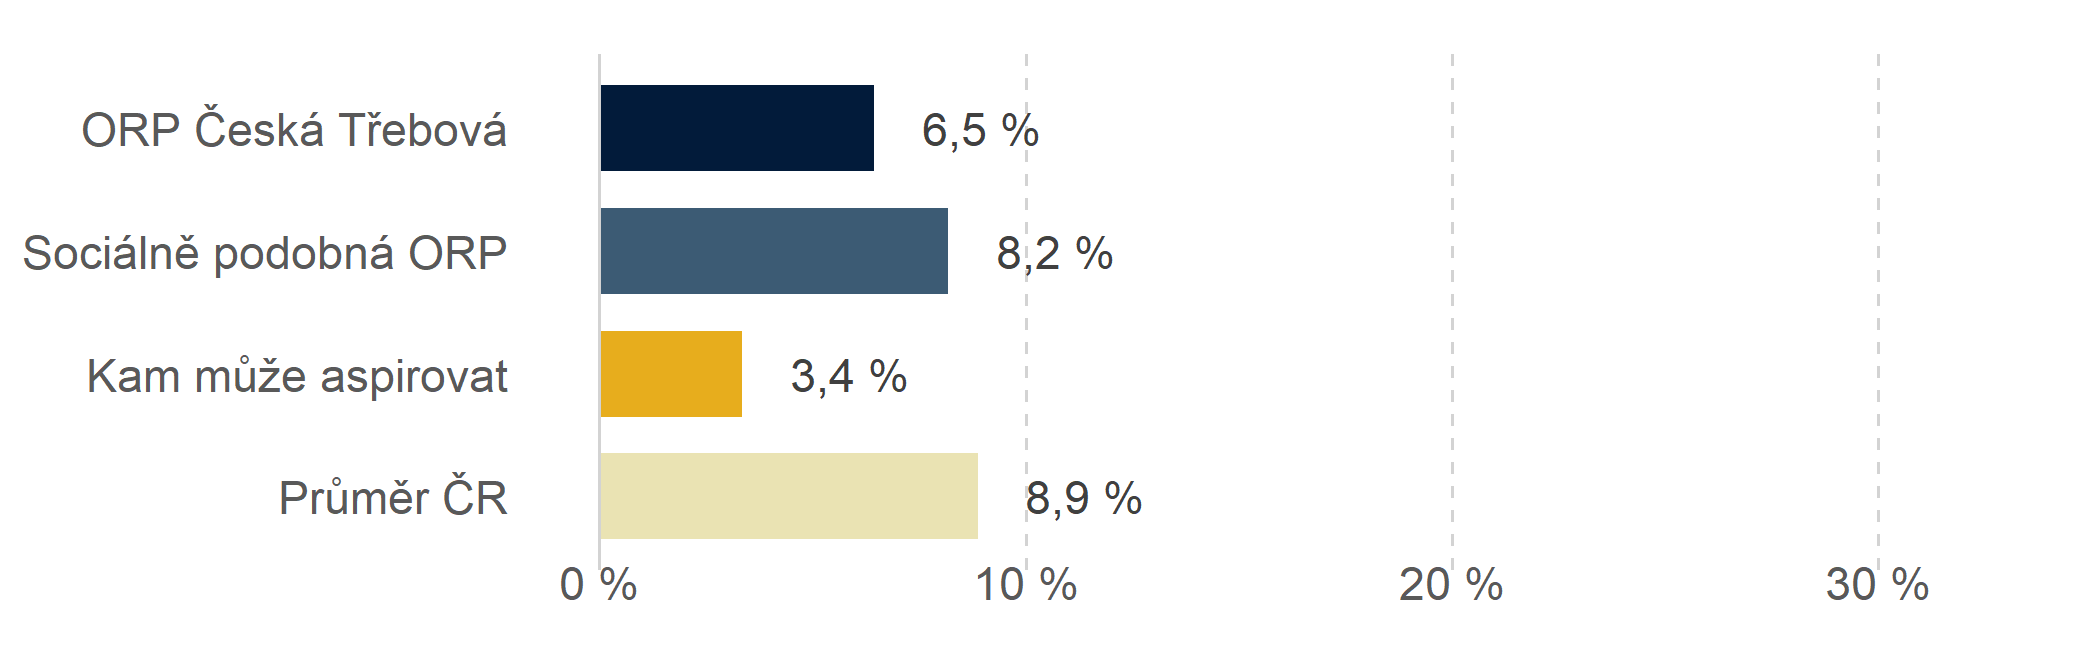 ORP Česká Třebová
6,5 %
Sociálně podobná ORP
8,2 %
Kam může aspirovat
3,4 %
Průměr ČR
8,9 %
0 %
10 %
20 %
30 %